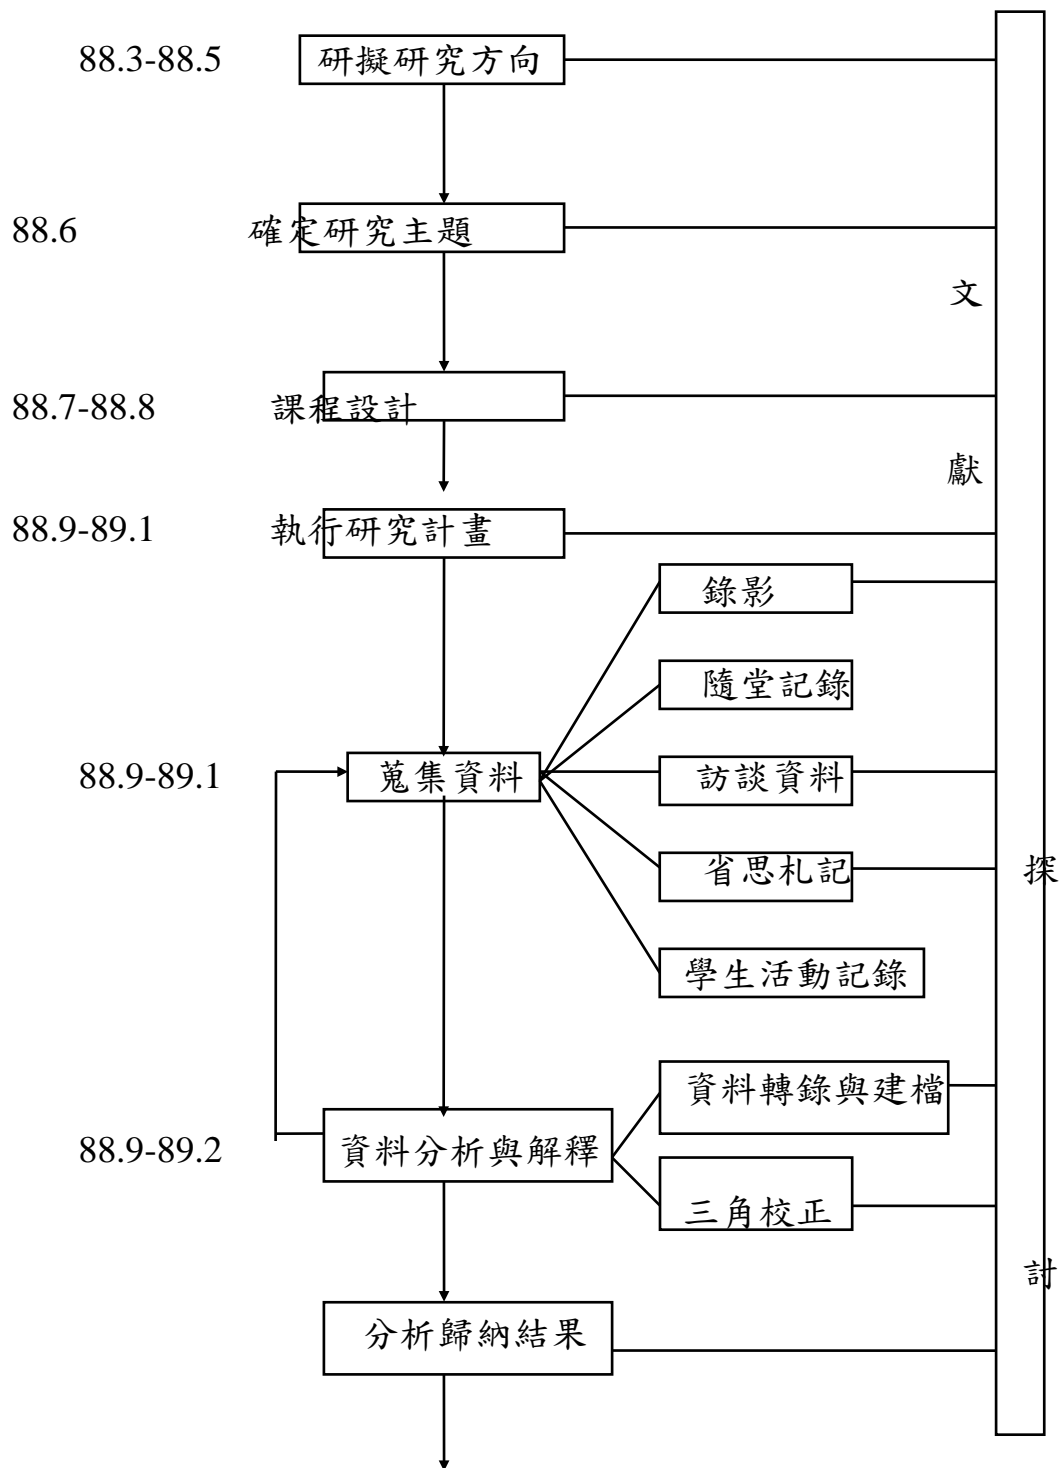 88.3-88.5 研擬研究方向
88.6 確定研究主題
文
88.7-88.8 課程設計
獻
88.9-89.1 執行研究計畫
錄影
隨堂記錄
88.9-89.1 蒐集資料 訪談資料
省思札記 探
學生活動記錄
資料轉錄與建檔
88.9-89.2 資料分析與解釋
三角校正
討
分析歸納結果